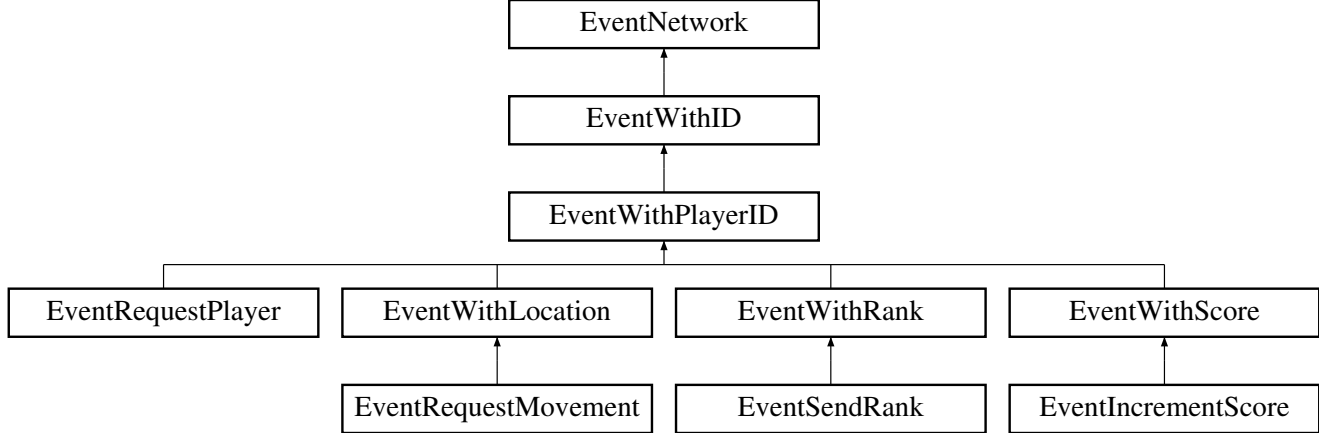 EventNetwork
EventWithID
EventWithPlayerID
EventRequestPlayer
EventWithLocation
EventWithRank
EventWithScore
EventRequestMovement
EventSendRank
EventIncrementScore